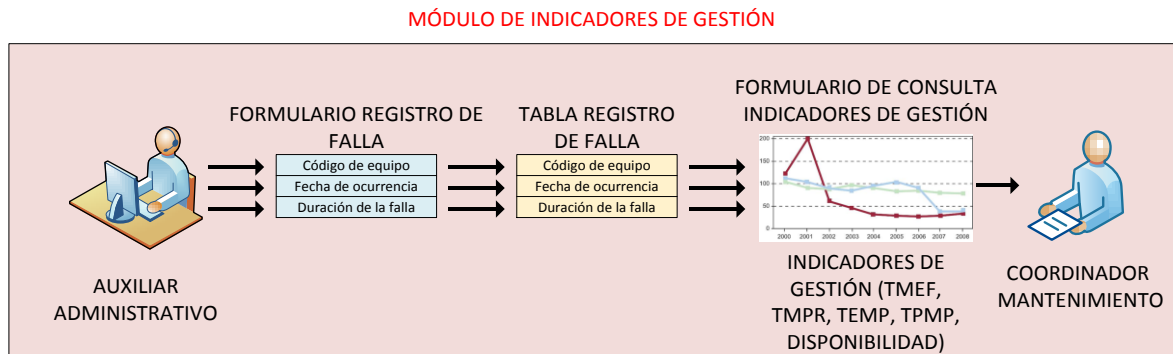 MÓDULO DE INDICADORES DE GESTIÓN
FORMULARIO REGISTRO DE
FALLA
Código de equipo
Fecha de ocurrencia
Duración de la falla
TABLA REGISTRO
DE FALLA
Código de equipo
Fecha de ocurrencia
Duración de la falla
FORMULARIO DE CONSULTA
INDICADORES DE GESTIÓN
200
150
100
50
0
2000 2001 2002 2003 2004 2005 2006 2007 2008
AUXILIAR
ADMINISTRATIVO
INDICADORES DE
GESTIÓN (TMEF,
TMPR, TEMP, TPMP,
DISPONIBILIDAD)
COORDINADOR
MANTENIMIENTO